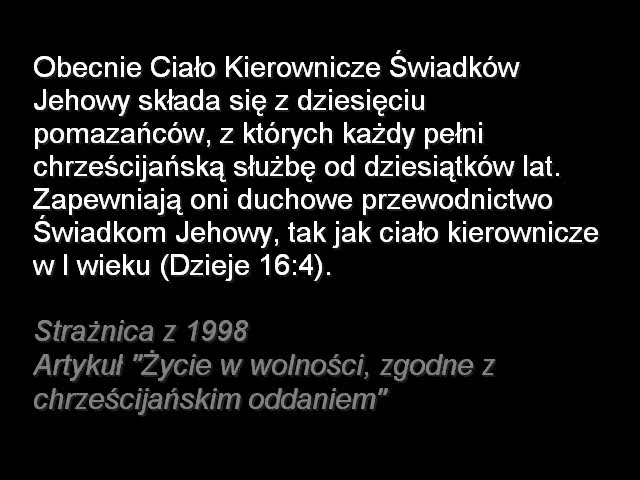 Obecnie Ciało Kierownicze Świadków
Jehowy składa się z dziesięciu
pomazańców, z których każdy pełni
chrześcijańską służbę od dziesiątków lat.
Zapewniają oni duchowe przewodnictwo
Świadkom Jehowy, tak jak ciało kierownicze
w I wieku (Dzieje 16:4).
Strażnica z 1998
Artykuł "Życie w wolności, zgodne z
chrześcijańskim oddaniem"